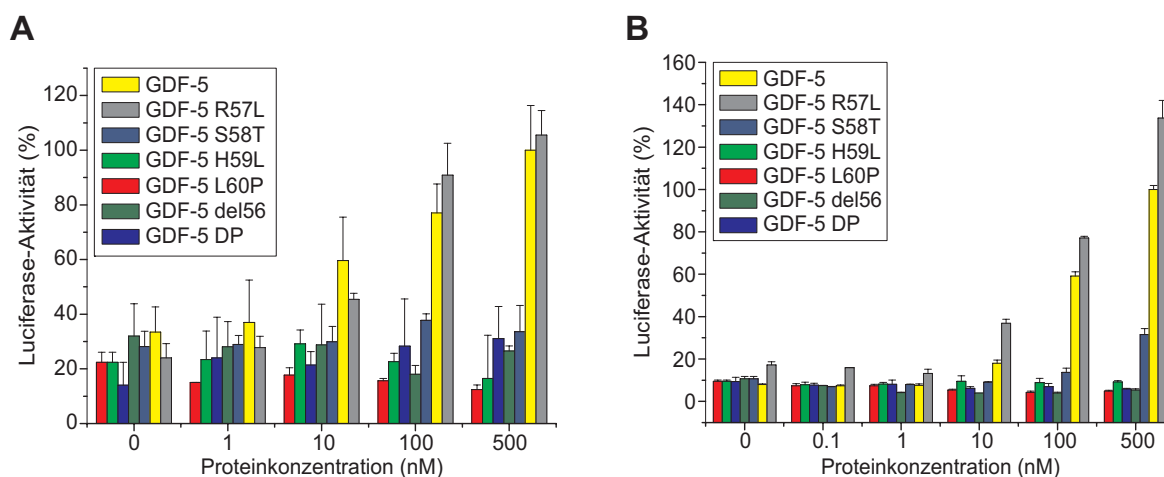 A
Luciferase-Aktivität (%)
120
100
80
60
40
20
0
GDF-5
GDF-5 R57L
GDF-5 S58T
GDF-5 H59L
GDF-5 L60P
GDF-5 del56
GDF-5 DP
0 1 10 100 500
Proteinkonzentration (nM)
B
Luciferase-Aktivität (%)
160
140
120
100
80
60
40
20
0
GDF-5
GDF-5 R57L
GDF-5 S58T
GDF-5 H59L
GDF-5 L60P
GDF-5 del56
GDF-5 DP
0 0.1 1 10 100 500
Proteinkonzentration (nM)